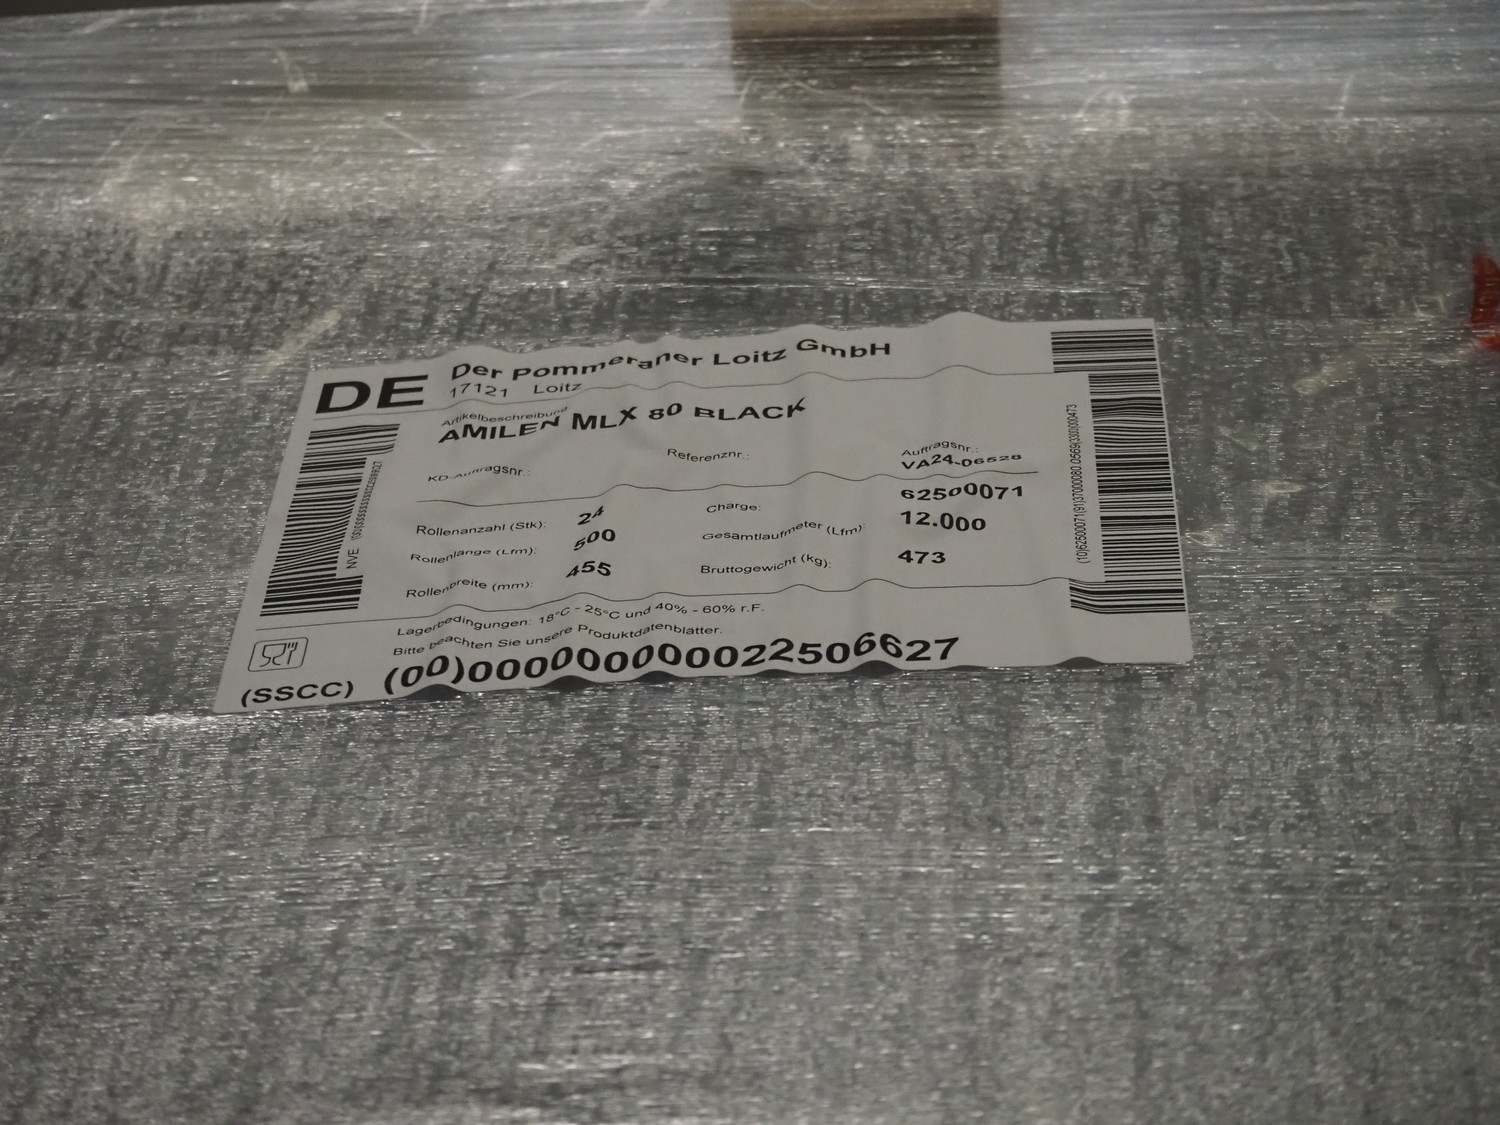 DE
Der Pommeraner Loitz GmbH
17121 Loitz
Artikelbeschreibung
AMILEN MLX 80 BLACK
KD-Auftragsnr.:
Referenznr.:
Auftragsnr.:
VA24-06528
Rollenanzahl (Stk): 24
Charge: 62500071
Rollenlänge (Lfm): 500
Gesamtlaufmeter (Lfm): 12.000
Rollenbreite (mm): 455
Bruttogewicht (kg): 473
Lagerbedingungen: 18°C - 25°C und 40% - 60% r.F.
Bitte beachten Sie unsere Produktdatenblätter.
(SSCC) (00)000000000022506627
NVE